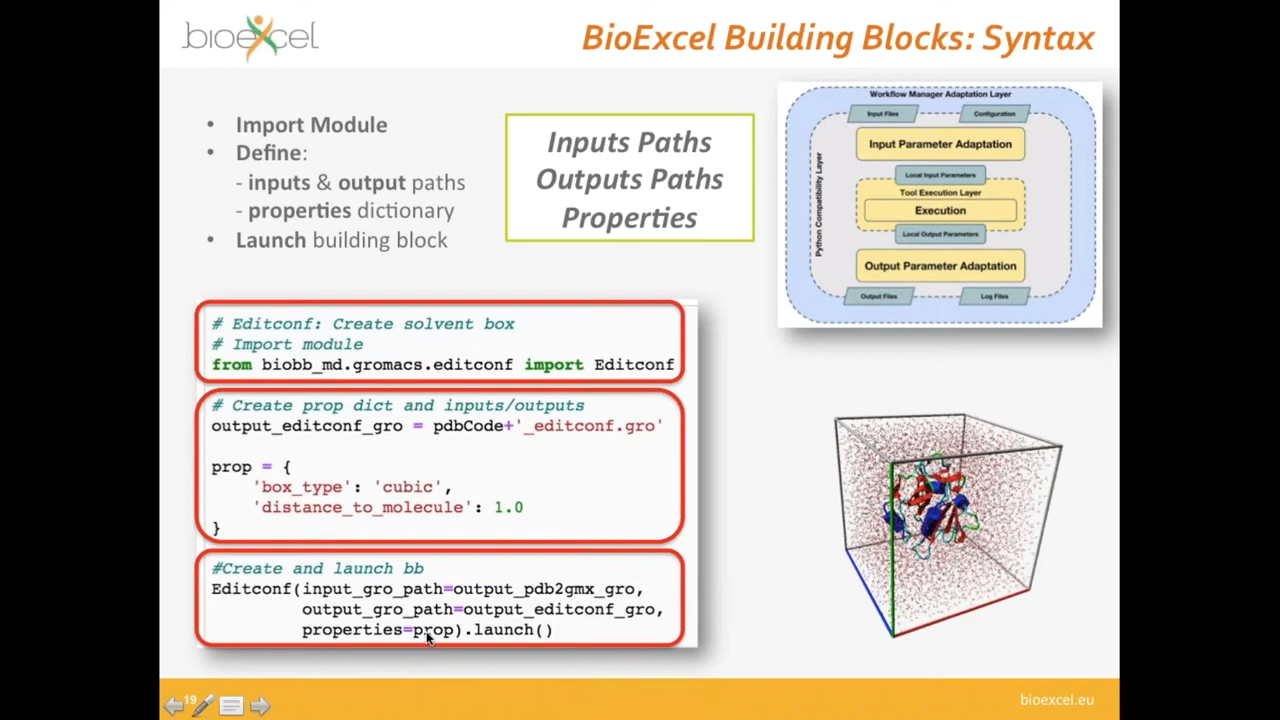 bioexcel
BioExcel Building Blocks: Syntax
• Import Module
• Define:
- inputs & output paths
- properties dictionary
• Launch building block
Inputs Paths
Outputs Paths
Properties
Workflow Manager Adaptation Layer
Input Files
Configuration
Input Parameter Adaptation
Local Input Parameters
Tool Execution Layer
Execution
Local Output Parameters
Output Parameter Adaptation
Output Files
Log Files
Python Compatibility Layer
# Editconf: Create solvent box
# Import module
from biobb_md.gromacs.editconf import Editconf
# Create prop dict and inputs/outputs
output_editconf_gro = pdbCode+'_editconf.gro'
prop = {
'box_type': 'cubic',
'distance_to_molecule': 1.0
}
#Create and launch bb
Editconf(input_gro_path=output_pdb2gmx_gro,
output_gro_path=output_editconf_gro,
properties=prop).launch()
19
bioexcel.eu